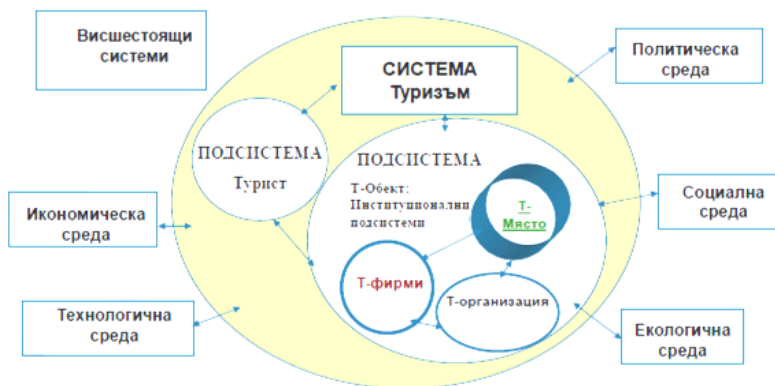 Висшестоящи
системи
Политическа
среда
СИСТЕМА
Туризъм
ПОДСИСТЕМА
Турист
ПОДСИСТЕМА
Т-Обект:
Институционални
подсистеми
Т-
Място
Социална
среда
Икономическа
среда
Т-фирми
Т-организация
Технологична
среда
Екологична
среда